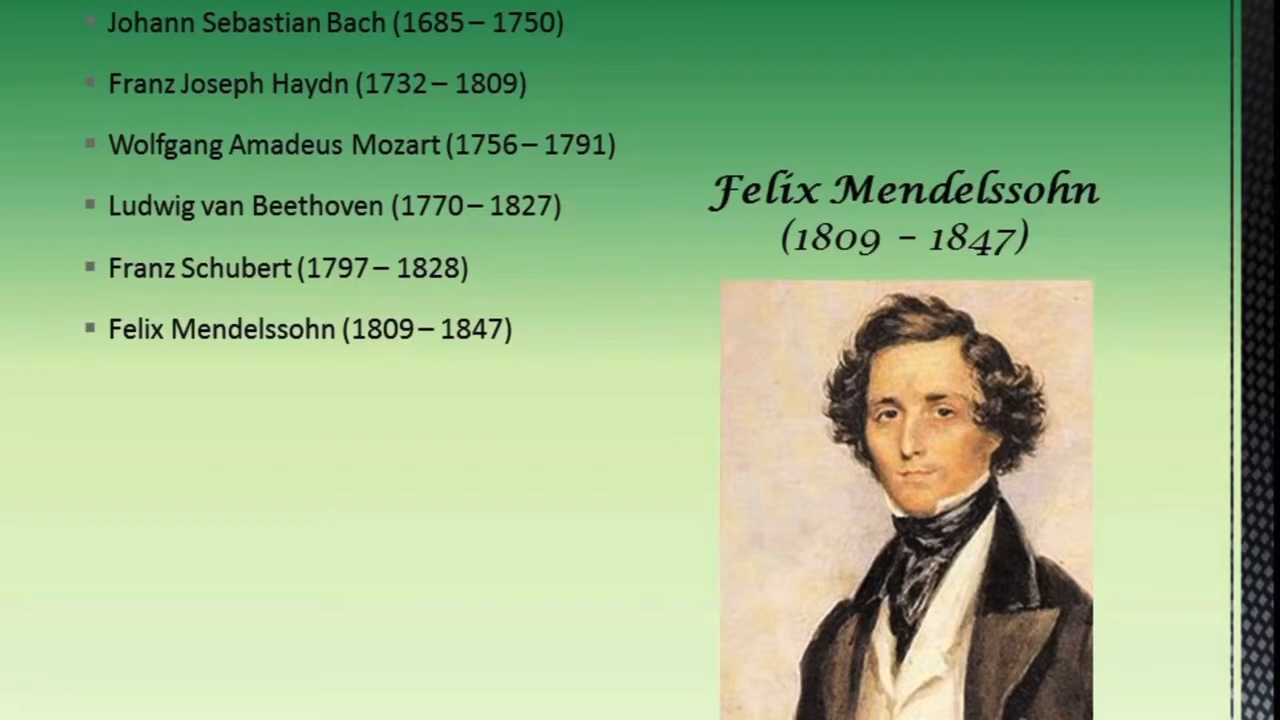 Johann Sebastian Bach (1685 – 1750)
Franz Joseph Haydn (1732 – 1809)
Wolfgang Amadeus Mozart (1756 – 1791)
Ludwig van Beethoven (1770 – 1827)
Franz Schubert (1797 – 1828)
Felix Mendelssohn (1809 – 1847)
Felix Mendelssohn
(1809 – 1847)